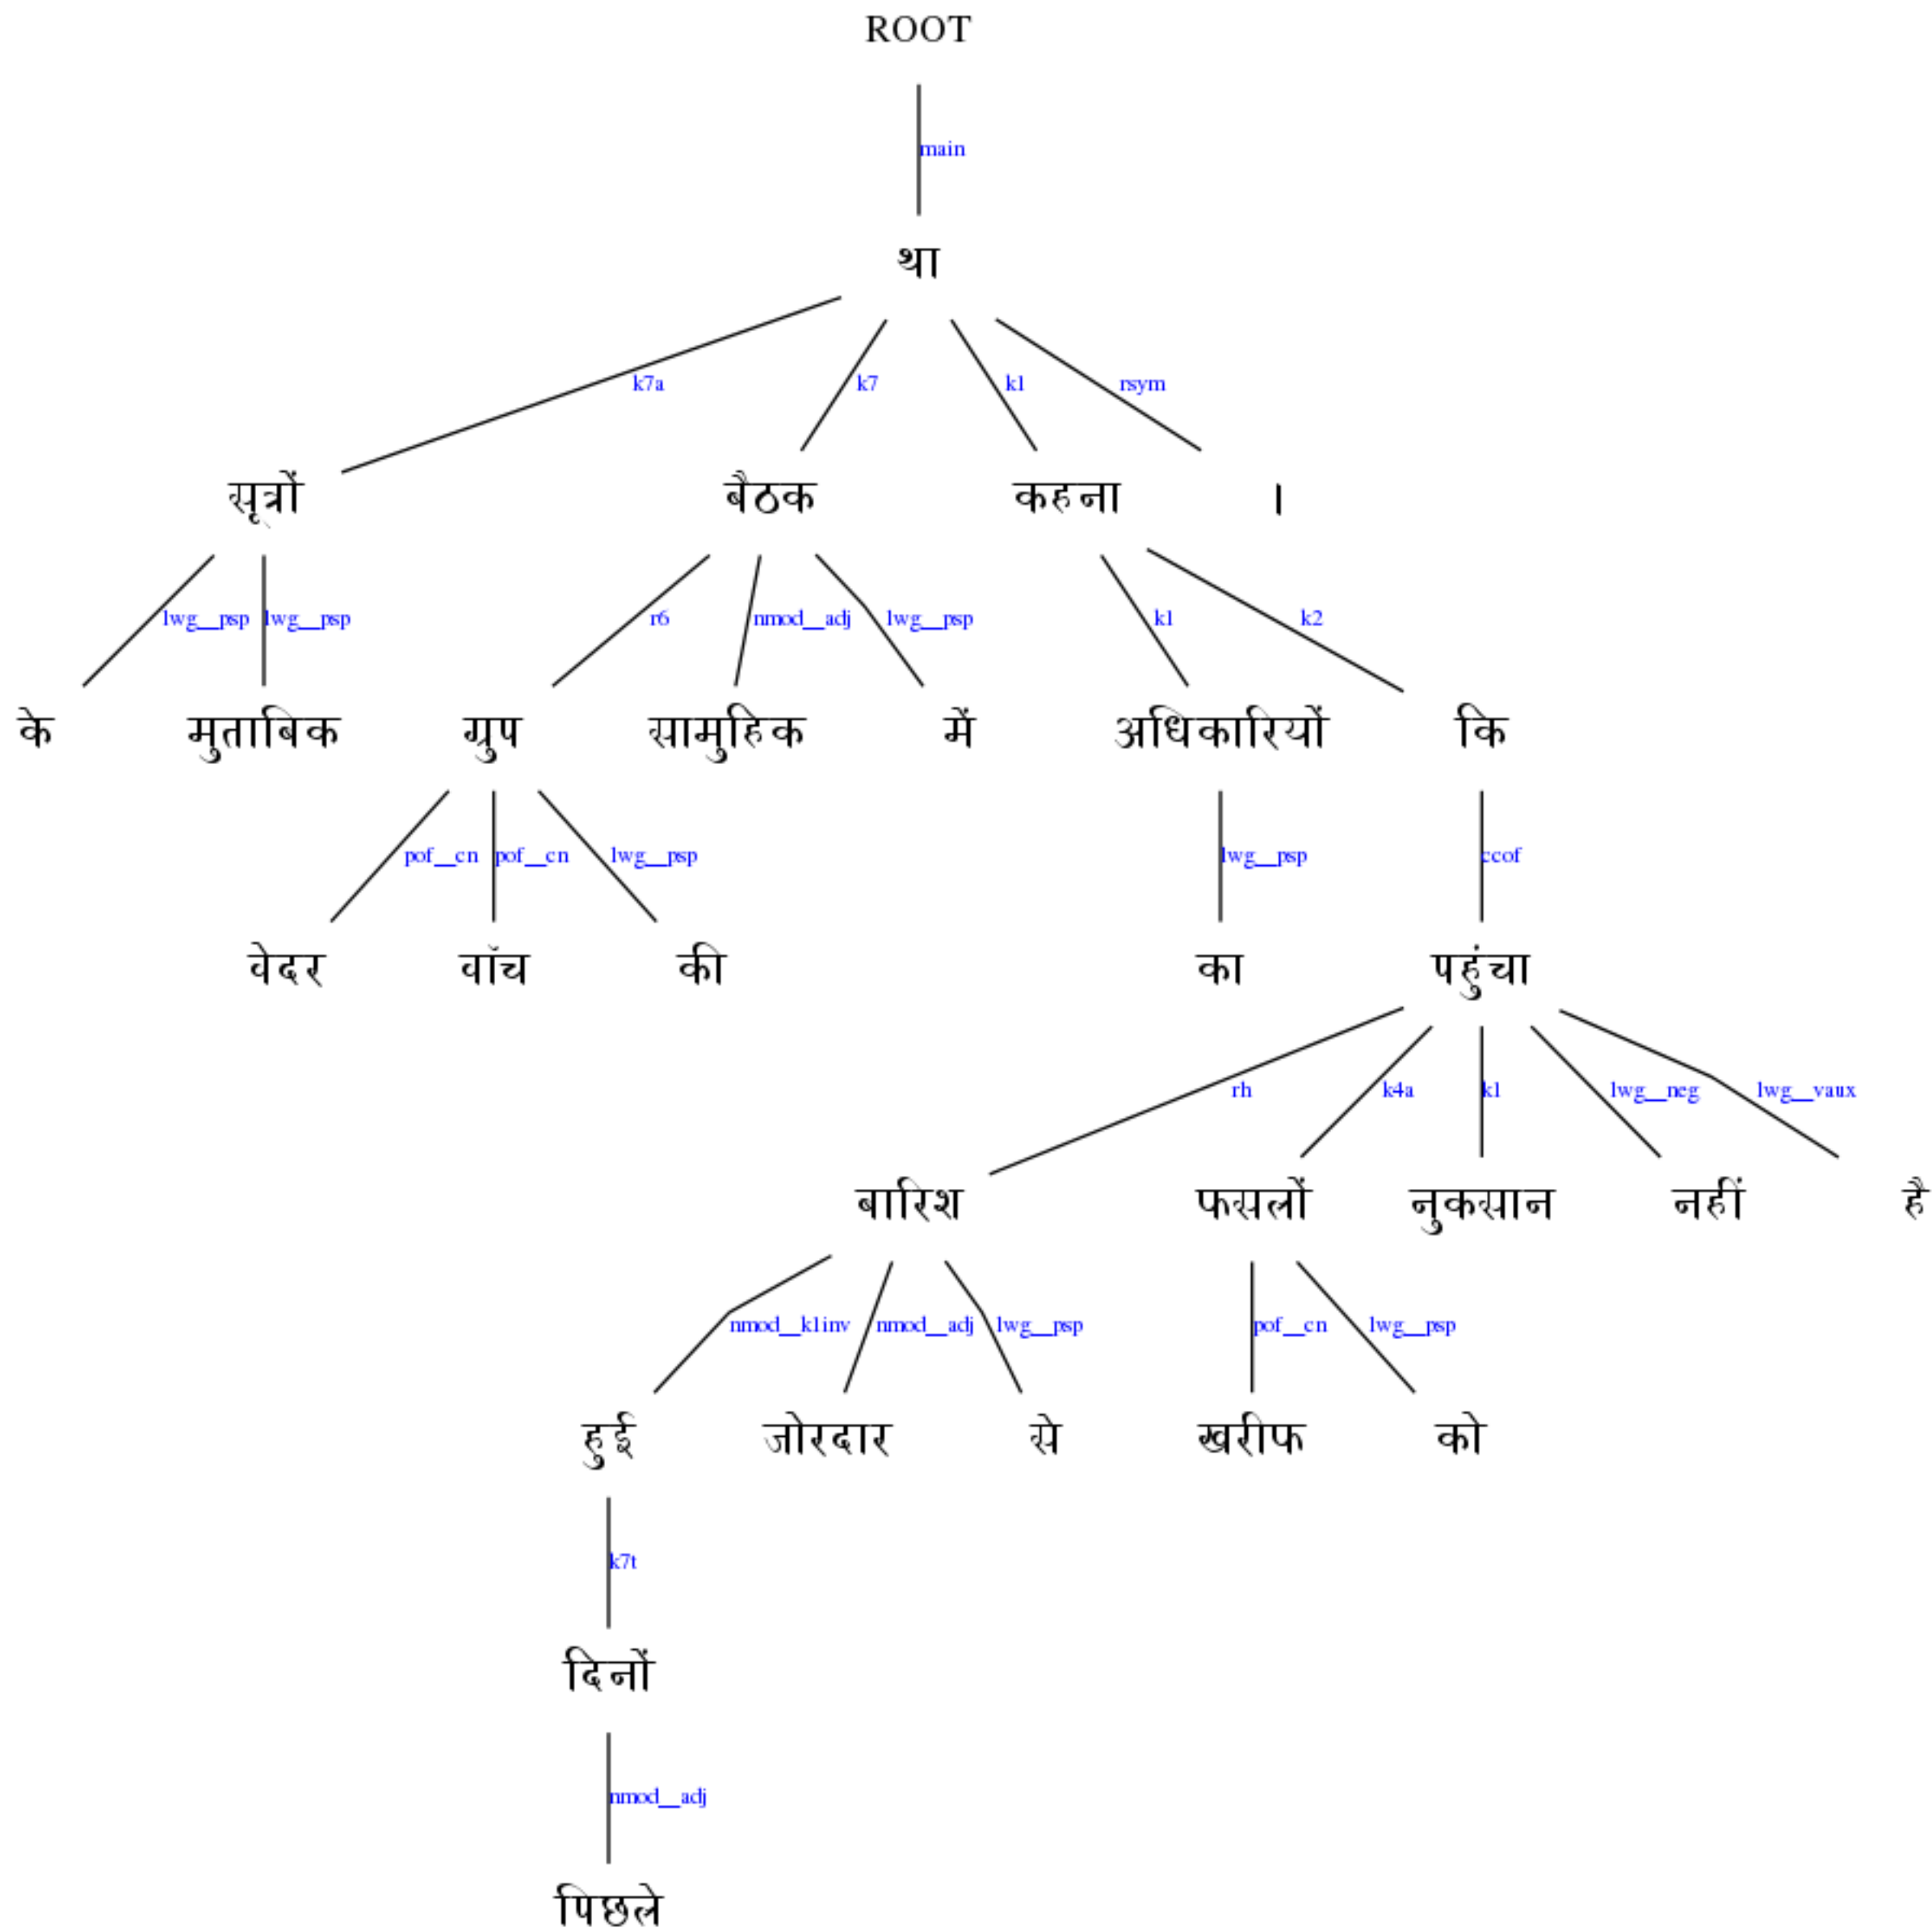 ROOT
main
था
k7a k7 k1 rsym
सूत्रों बैठक कहना ।
lwg__psp lwg__psp r6 nmod__adj lwg__psp k1 k2
के मुताबिक ग्रुप सामुहिक में अधिकारियों कि
pof__cn pof__cn lwg__psp lwg__psp ccof
वेदर वॉच की का पहुंचा
rh k4a k1 lwg__neg lwg__vaux
बारिश फसलों नुकसान नहीं है
nmod__k1inv nmod__adj lwg__psp pof__cn lwg__psp
हुई जोरदार से खरीफ को
k7t
दिनों
nmod__adj
पिछले